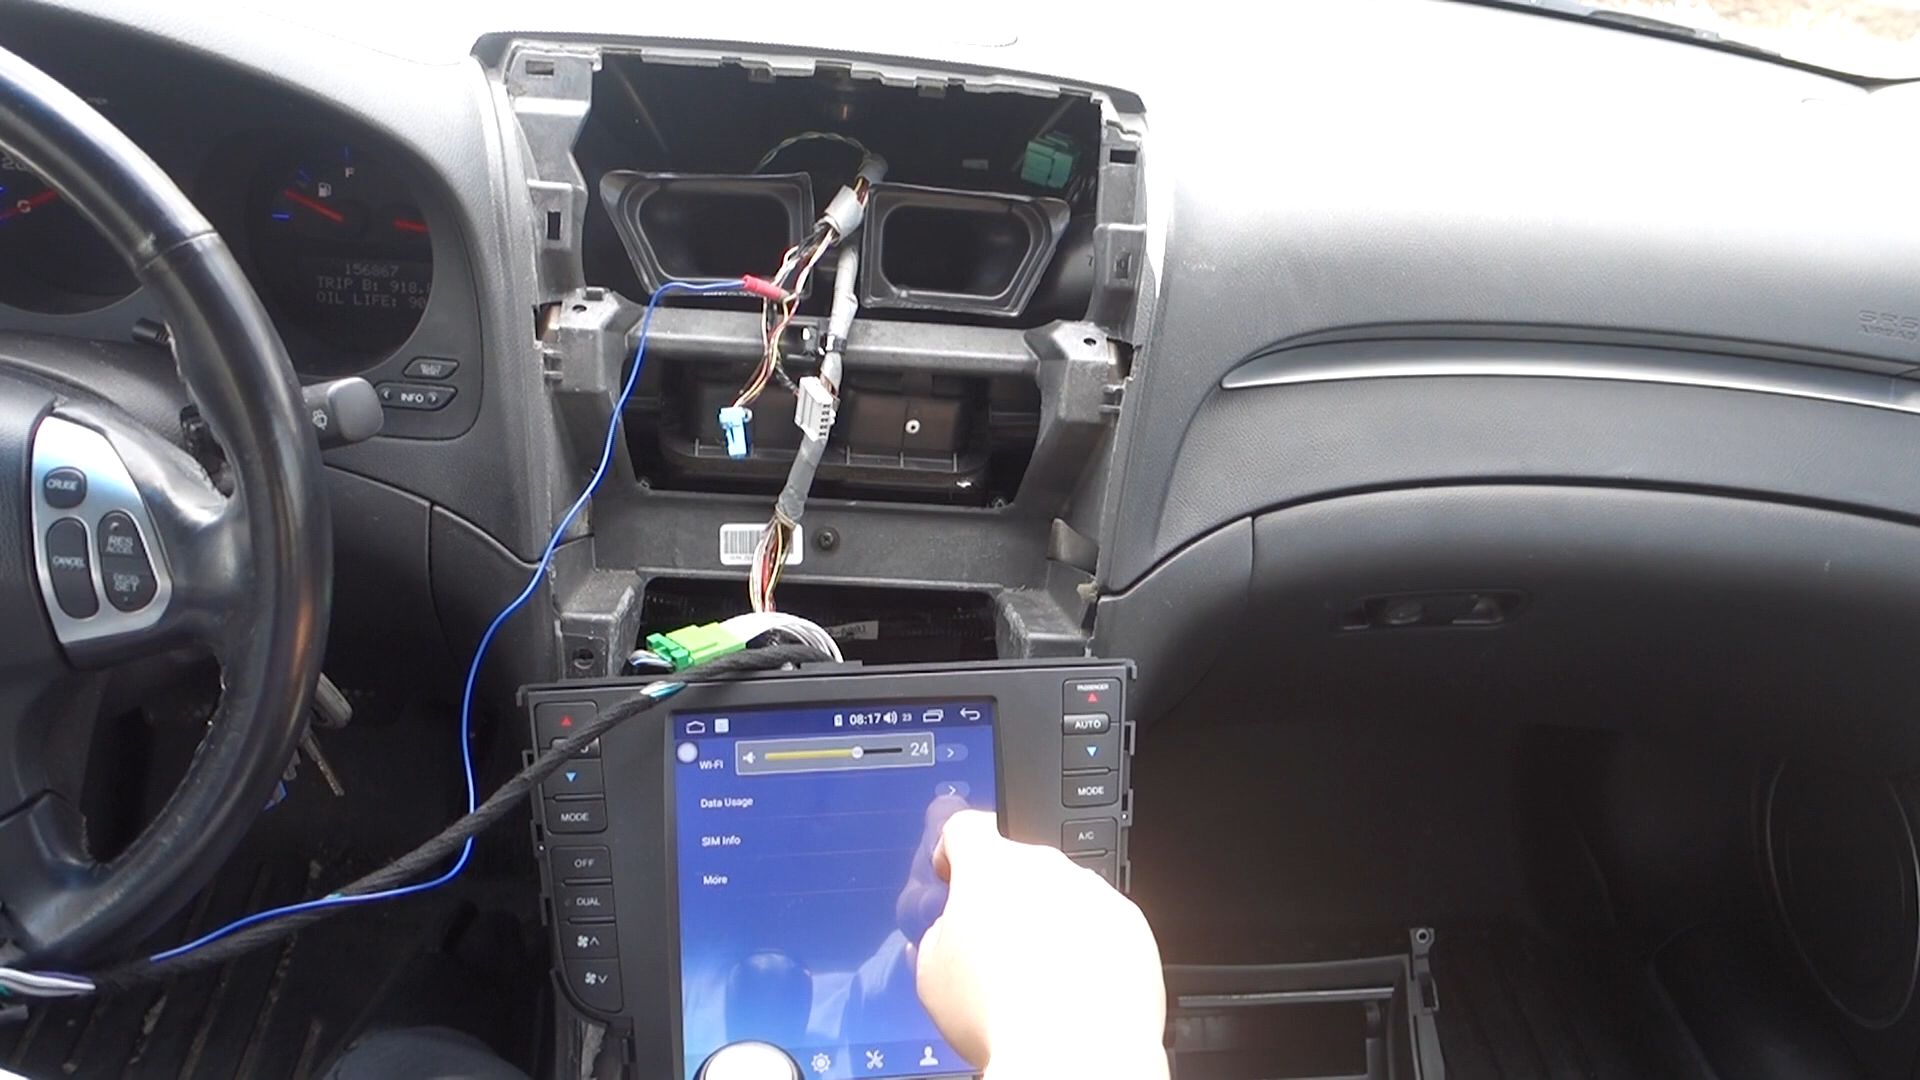 F
C
156867
TRIP B: 918.
OIL LIFE: 90
INFO
CRUISE
CANCEL
RES
ACCEL
SET
PASSENGER
AUTO
MODE
A/C
MODE
OFF
DUAL
08:17
23
24
Wi-Fi
Data Usage
SIM Info
More
SRS